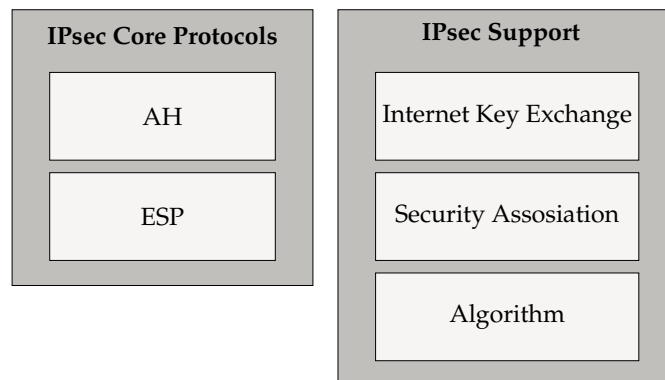 IPsec Core Protocols
AH
ESP
IPsec Support
Internet Key Exchange
Security Assosiation
Algorithm